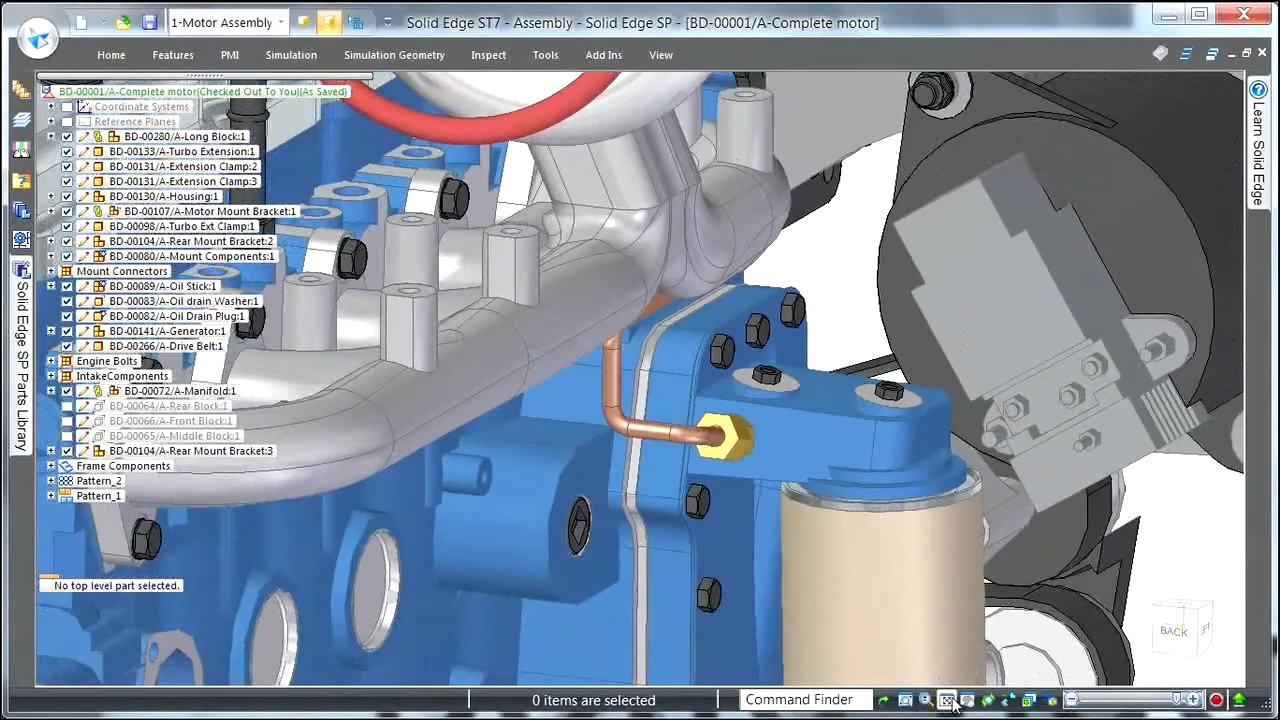 1-Motor Assembly
Solid Edge ST7 - Assembly - Solid Edge SP - [BD-00001/A-Complete motor]
Home Features PMI Simulation Simulation Geometry Inspect Tools Add Ins View
BD-00001/A-Complete motor(Checked Out To You)(As Saved)
Coordinate Systems
Reference Planes
BD-00280/A-Long Block:1
BD-00133/A-Turbo Extension:1
BD-00131/A-Extension Clamp:2
BD-00131/A-Extension Clamp:3
BD-00130/A-Housing:1
BD-00107/A-Motor Mount Bracket:1
BD-00098/A-Turbo Ext Clamp:1
BD-00104/A-Rear Mount Bracket:2
BD-00080/A-Mount Components:1
Mount Connectors
BD-00089/A-Oil Stick:1
BD-00083/A-Oil drain Washer:1
BD-00082/A-Oil Drain Plug:1
BD-00141/A-Generator:1
BD-00266/A-Drive Belt:1
Engine Bolts
IntakeComponents
BD-00072/A-Manifold:1
BD-00064/A-Rear Block:1
BD-00066/A-Front Block:1
BD-00065/A-Middle Block:1
BD-00104/A-Rear Mount Bracket:3
Frame Components
Pattern_2
Pattern_1
No top level part selected.
Solid Edge SP Parts Library
Learn Solid Edge
BACK
0 items are selected
Command Finder